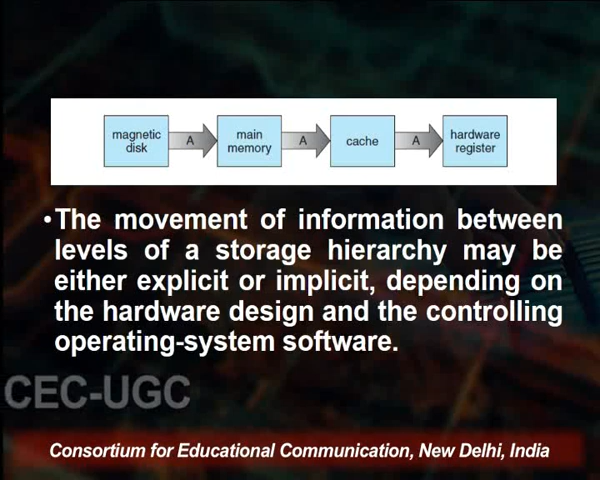 magnetic disk A main memory A cache A hardware register
•The movement of information between
levels of a storage hierarchy may be
either explicit or implicit, depending on
the hardware design and the controlling
operating-system software.
CEC-UGC
Consortium for Educational Communication, New Delhi, India